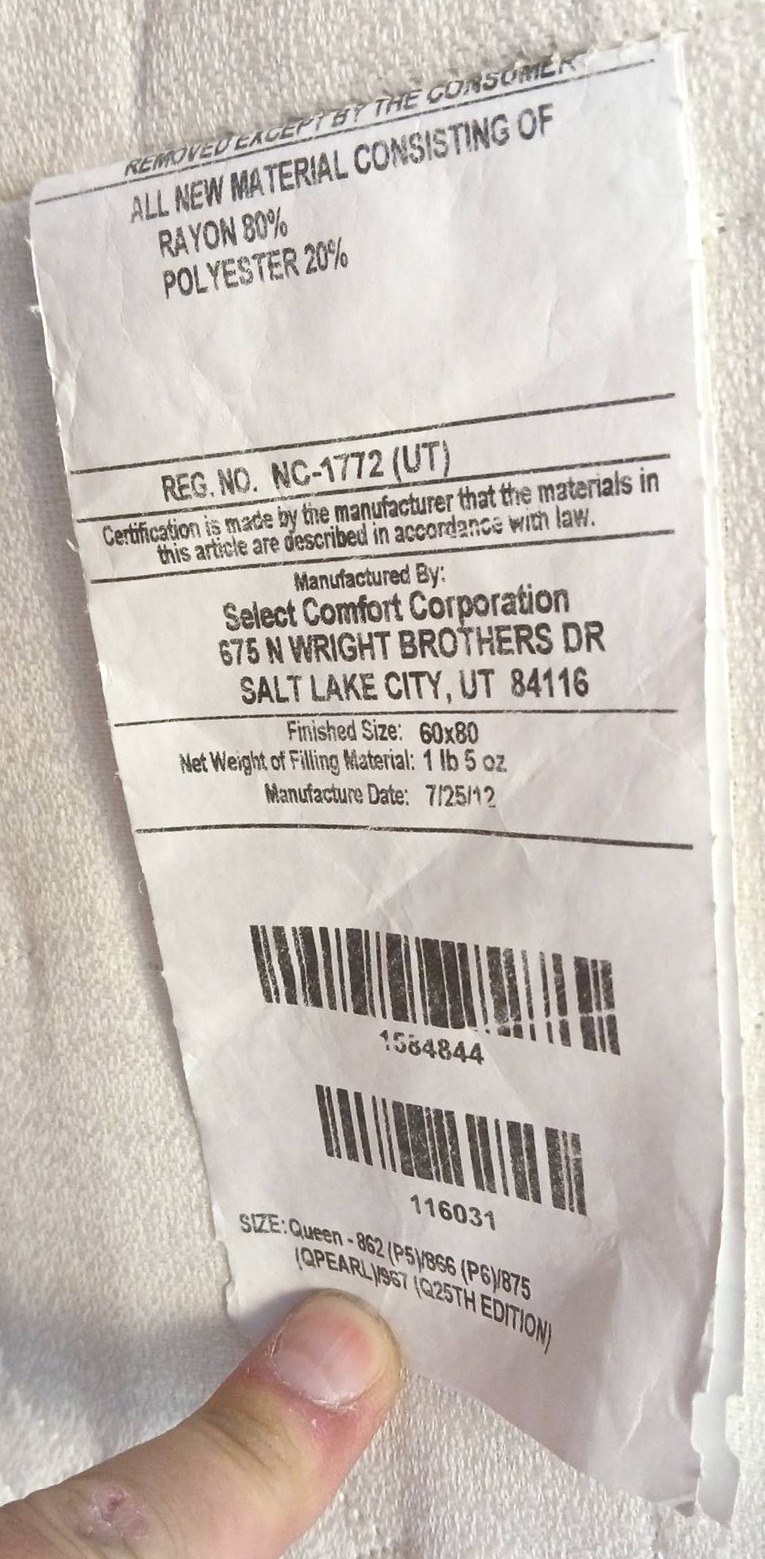 REMOVED EXCEPT BY THE CONSUMER
ALL NEW MATERIAL CONSISTING OF
RAYON 80%
POLYESTER 20%
REG. NO. NC-1772 (UT)
Certification is made by the manufacturer that the materials in
this article are described in accordance with law.
Manufactured By:
Select Comfort Corporation
675 N WRIGHT BROTHERS DR
SALT LAKE CITY, UT 84116
Finished Size: 60x80
Net Weight of Filling Material: 1 lb 5 oz
Manufacture Date: 7/25/12
1584844
116031
SIZE: Queen - 862 (P5)/866 (P6)/875
(QPEARL)/967 (Q25TH EDITION)